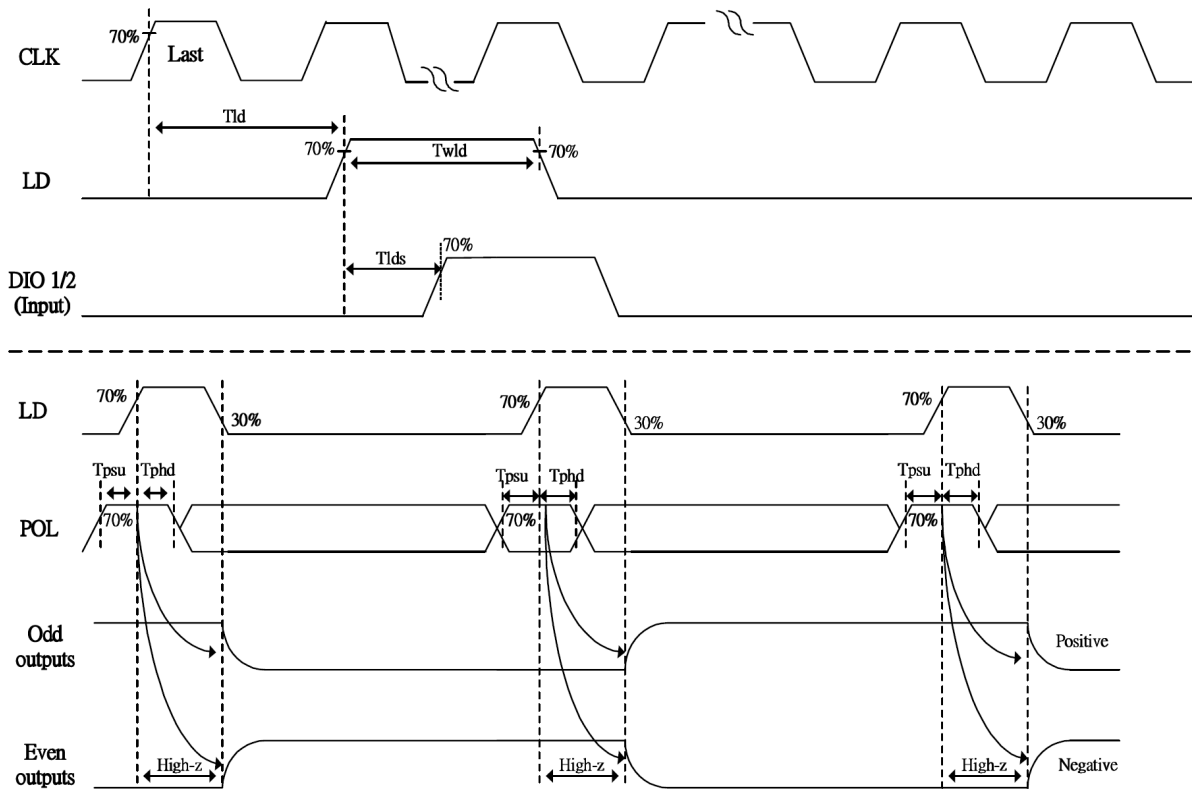 CLK
70%
Last
Tld
LD
70%
Twld
70%
DIO 1/2
(Input)
Tlds
70%
LD
70%
30%
70%
30%
70%
30%
POL
Tpsu
Tphd
70%
Tpsu
Tphd
70%
Tpsu
Tphd
70%
Odd
outputs
Positive
Even
outputs
High-z
High-z
High-z
Negative